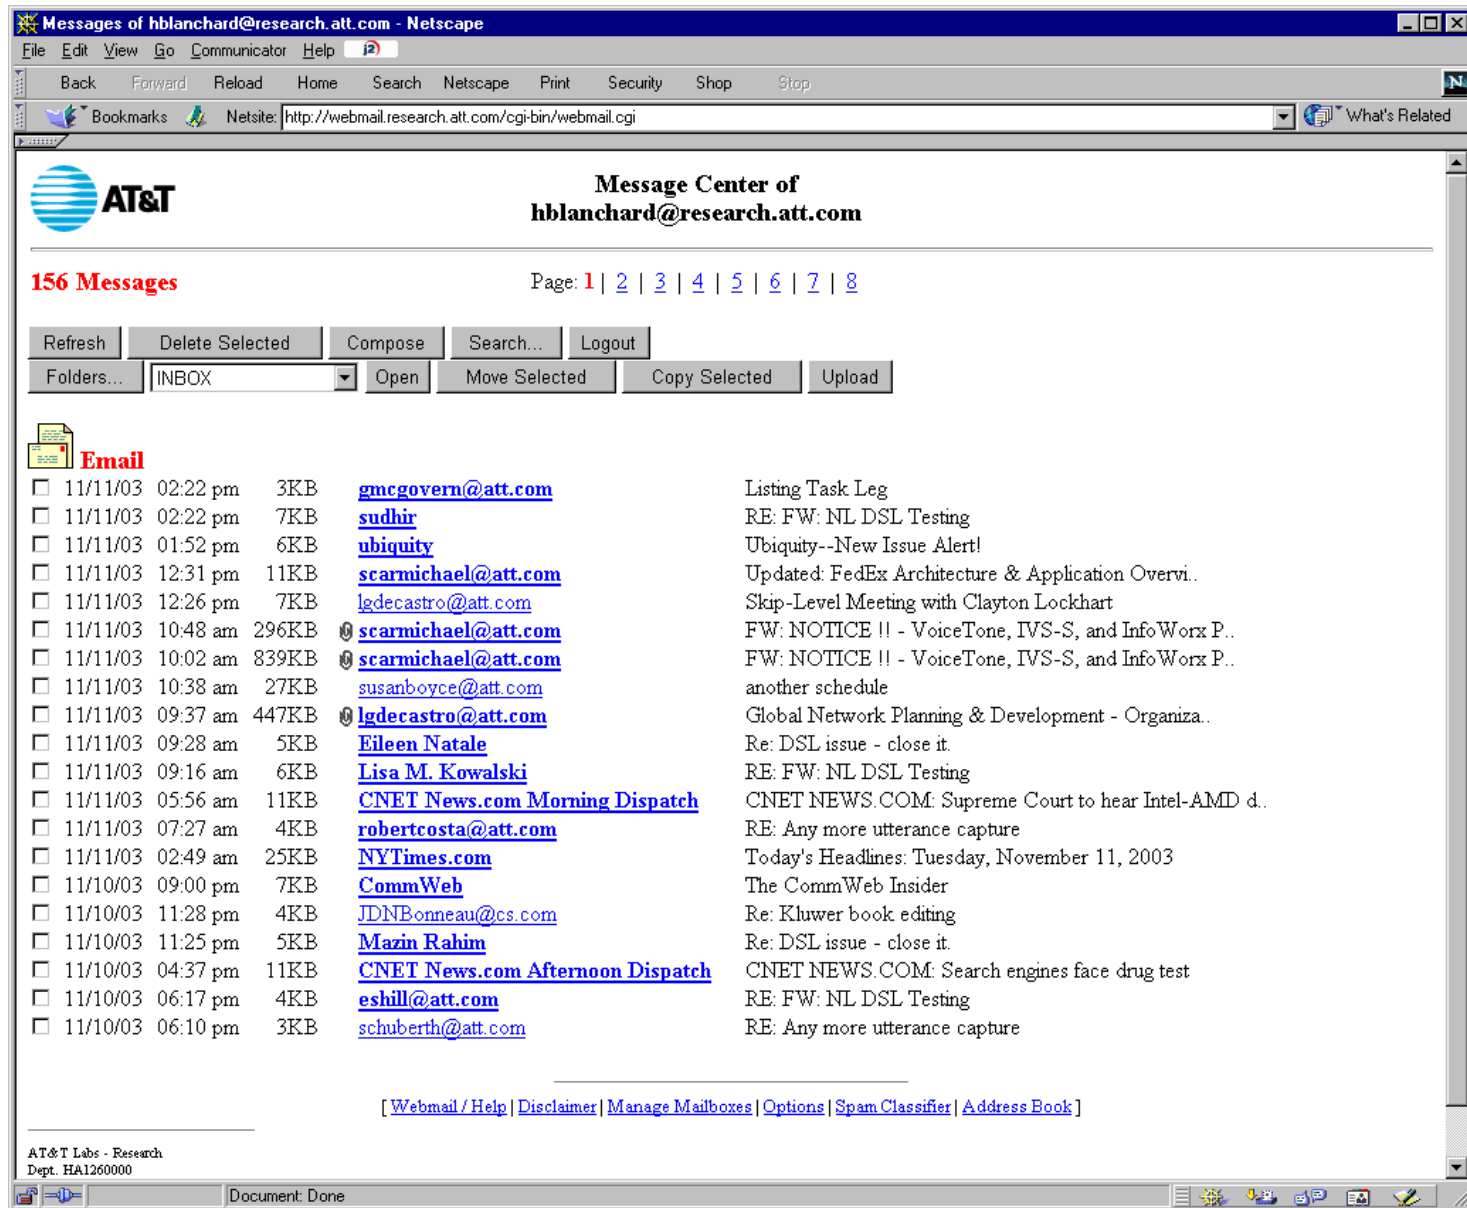 Messages of hblanchard@research.att.com - Netscape
File Edit View Go Communicator Help j2
Back Forward Reload Home Search Netscape Print Security Shop Stop N
Bookmarks Netsite: http://webmail.research.att.com/cgi-bin/webmail.cgi What's Related
AT&T
Message Center of
hblanchard@research.att.com
156 Messages Page: 1 | 2 | 3 | 4 | 5 | 6 | 7 | 8
Refresh Delete Selected Compose Search... Logout
Folders... INBOX Open Move Selected Copy Selected Upload
Email
11/11/03 02:22 pm 3KB gmcgovern@att.com Listing Task Leg
11/11/03 02:22 pm 7KB sudhir RE: FW: NL DSL Testing
11/11/03 01:52 pm 6KB ubiquity Ubiquity--New Issue Alert!
11/11/03 12:31 pm 11KB scarmichael@att.com Updated: FedEx Architecture & Application Overvi..
11/11/03 12:26 pm 7KB lgdecastro@att.com Skip-Level Meeting with Clayton Lockhart
11/11/03 10:48 am 296KB scarmichael@att.com FW: NOTICE !! - VoiceTone, IVS-S, and InfoWorx P..
11/11/03 10:02 am 839KB scarmichael@att.com FW: NOTICE !! - VoiceTone, IVS-S, and InfoWorx P..
11/11/03 10:38 am 27KB susanboyce@att.com another schedule
11/11/03 09:37 am 447KB lgdecastro@att.com Global Network Planning & Development - Organiza..
11/11/03 09:28 am 5KB Eileen Natale Re: DSL issue - close it.
11/11/03 09:16 am 6KB Lisa M. Kowalski RE: FW: NL DSL Testing
11/11/03 05:56 am 11KB CNET News.com Morning Dispatch CNET NEWS.COM: Supreme Court to hear Intel-AMD d..
11/11/03 07:27 am 4KB robertcosta@att.com RE: Any more utterance capture
11/11/03 02:49 am 25KB NYTimes.com Today's Headlines: Tuesday, November 11, 2003
11/10/03 09:00 pm 7KB CommWeb The CommWeb Insider
11/10/03 11:28 pm 4KB JDNBonneau@cs.com Re: Kluwer book editing
11/10/03 11:25 pm 5KB Mazin Rahim Re: DSL issue - close it.
11/10/03 04:37 pm 11KB CNET News.com Afternoon Dispatch CNET NEWS.COM: Search engines face drug test
11/10/03 06:17 pm 4KB eshill@att.com RE: FW: NL DSL Testing
11/10/03 06:10 pm 3KB schuberth@att.com RE: Any more utterance capture
[ Webmail / Help | Disclaimer | Manage Mailboxes | Options | Spam Classifier | Address Book ]
AT&T Labs - Research
Dept. HA1260000
Document: Done